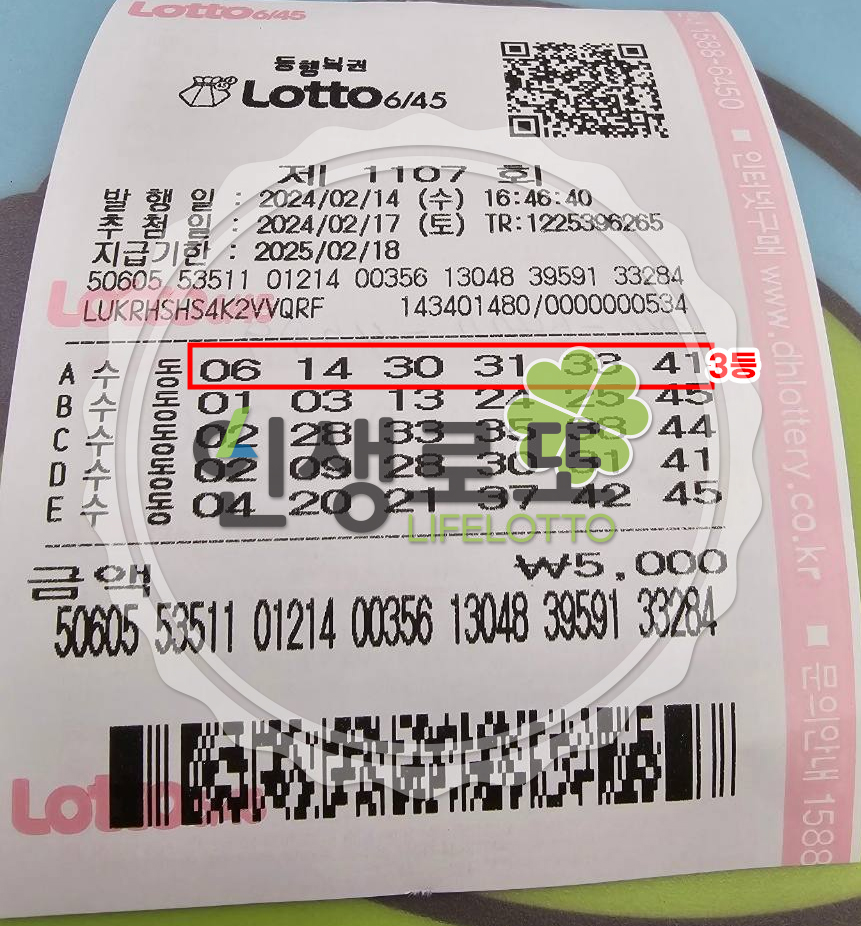 Lotto 6/45
동행복권
Lotto 6/45
제 1107 회
발 행 일 : 2024/02/14 (수) 16:46:40
추 첨 일 : 2024/02/17 (토) TR:1225396265
지급기한 : 2025/02/18
50605 53511 01214 00356 13048 39591 33284
LUKRHSHS4K2VVQRF 143401480/0000000534
A 수 동 06 14 30 31 33 41 3등
B 수 동 01 03 13 24 25 45
C 수 동 02 28 33 35 44
D 수 동 02 09 28 30 31 41
E 수 동 04 20 21 37 42 45
인생로또
LIFELOTTO
금액 ₩5,000
50605 53511 01214 00356 13048 39591 33284
Lotto
1588-6450 ■ 인터넷구매 www.dhlottery.co.kr ■ 문의안내 1588